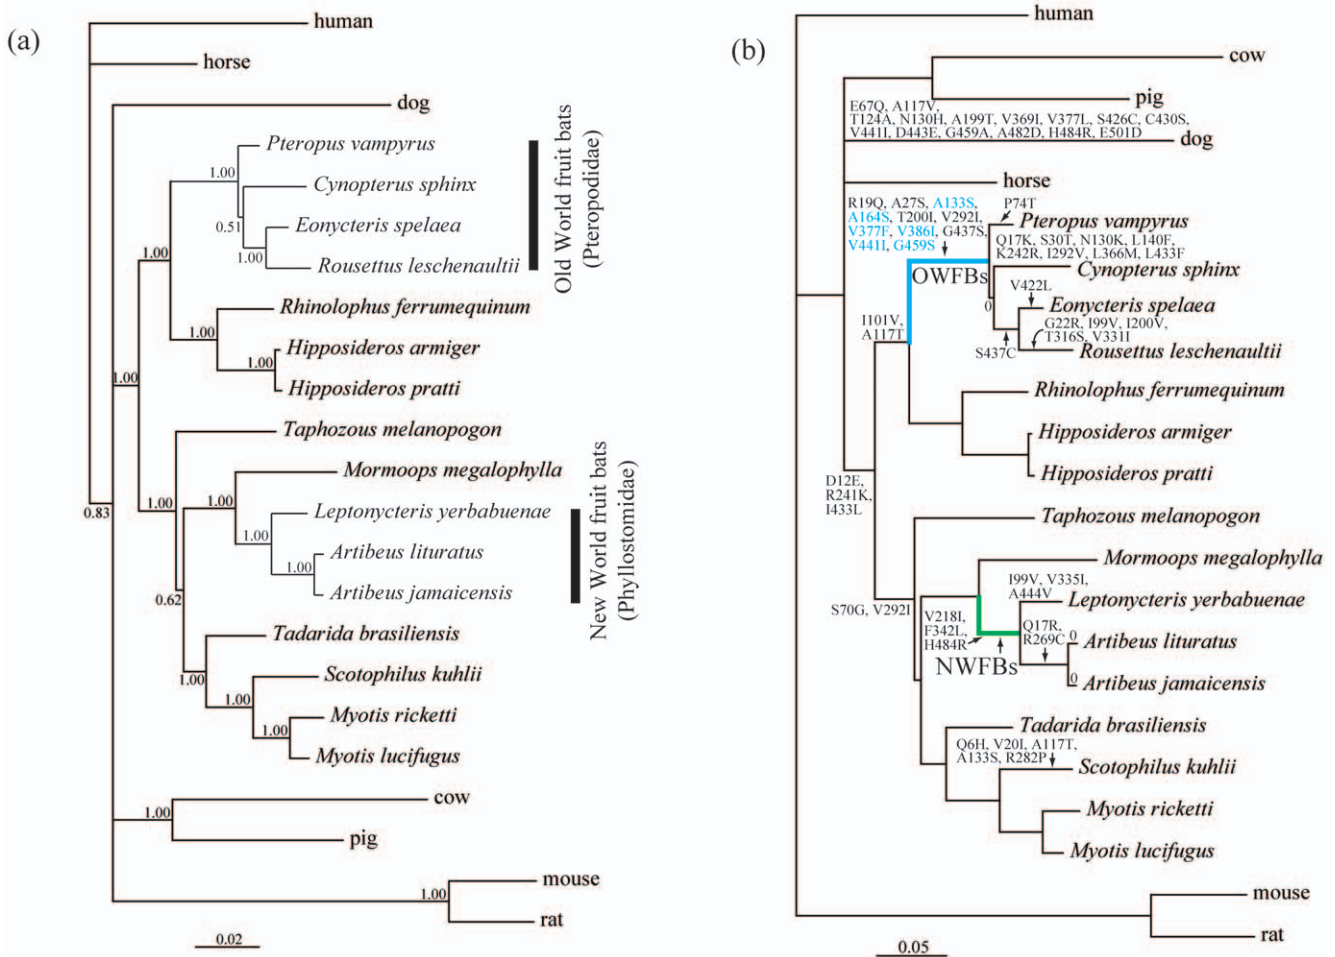 (a)
human
horse
dog
Pteropus vampyrus
1.00
Cynopterus sphinx
0.51
Eonycteris spelaea
1.00
Rousettus leschenaultii
Old World fruit bats
(Pteropodidae)
1.00
Rhinolophus ferrumequinum
1.00
Hipposideros armiger
Hipposideros pratti
1.00
Taphozous melanopogon
Mormoops megalophylla
1.00
1.00
0.83
Leptonycteris yerbabuenae
1.00
Artibeus lituratus
1.00
Artibeus jamaicensis
New World fruit bats
(Phyllostomidae)
0.62
Tadarida brasiliensis
1.00
Scotophilus kuhlii
1.00
Myotis ricketti
1.00
Myotis lucifugus
cow
1.00
pig
mouse
1.00
rat
0.02
(b)
human
cow
pig
E67Q, A117V,
T124A, N130H, A199T, V369I, V377L, S426C, C430S,
V441I, D443E, G459A, A482D, H484R, E501D
dog
horse
R19Q, A27S, A133S,
A164S, T200I, V292I,
V377F, V386I, G437S,
V441I, G459S
OWFBs
P74T
Pteropus vampyrus
Q17K, S30T, N130K, L140F,
K242R, I292V, L366M, L433F
Cynopterus sphinx
0
V422L
Eonycteris spelaea
G22R, I99V, I200V,
T316S, V331I
S437C
Rousettus leschenaultii
I101V,
A117T
Rhinolophus ferrumequinum
Hipposideros armiger
Hipposideros pratti
D12E,
R241K,
I433L
Taphozous melanopogon
Mormoops megalophylla
S70G, V292I
I99V, V335I,
A444V
Leptonycteris yerbabuenae
V218I,
F342L,
H484R
NWFBs
Q17R,
R269C
0
Artibeus lituratus
0
Artibeus jamaicensis
Tadarida brasiliensis
Q6H, V20I, A117T,
A133S, R282P
Scotophilus kuhlii
Myotis ricketti
Myotis lucifugus
mouse
rat
0.05